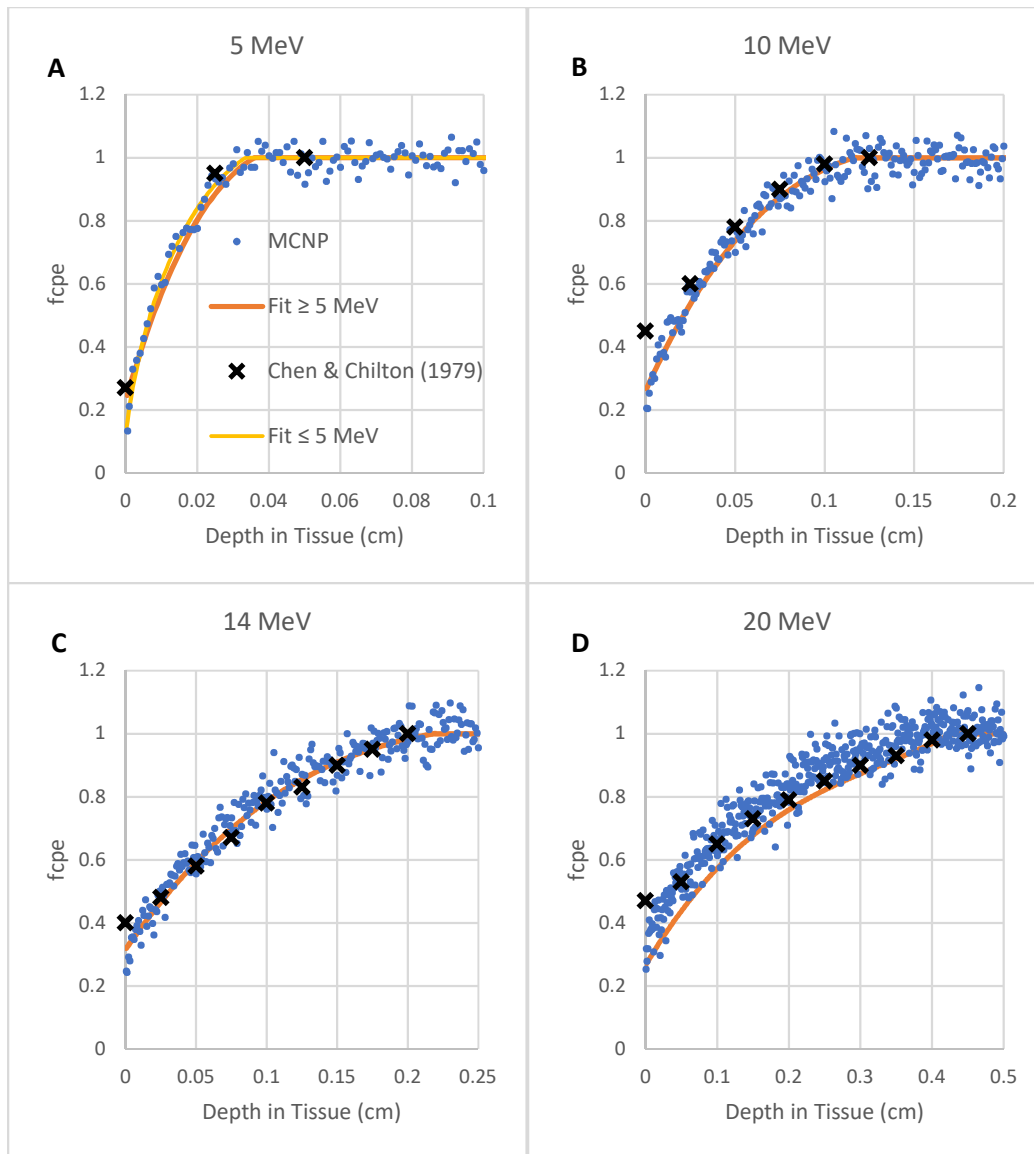 5 MeV
A
1.2
1
0.8
0.6
0.4
0.2
0
fcpe
MCNP
Fit ≥ 5 MeV
Chen & Chilton (1979)
Fit ≤ 5 MeV
0 0.02 0.04 0.06 0.08 0.1
Depth in Tissue (cm)
10 MeV
B
1.2
1
0.8
0.6
0.4
0.2
0
fcpe
0 0.05 0.1 0.15 0.2
Depth in Tissue (cm)
14 MeV
C
1.2
1
0.8
0.6
0.4
0.2
0
fcpe
0 0.05 0.1 0.15 0.2 0.25
Depth in Tissue (cm)
20 MeV
D
1.2
1
0.8
0.6
0.4
0.2
0
fcpe
0 0.1 0.2 0.3 0.4 0.5
Depth in Tissue (cm)